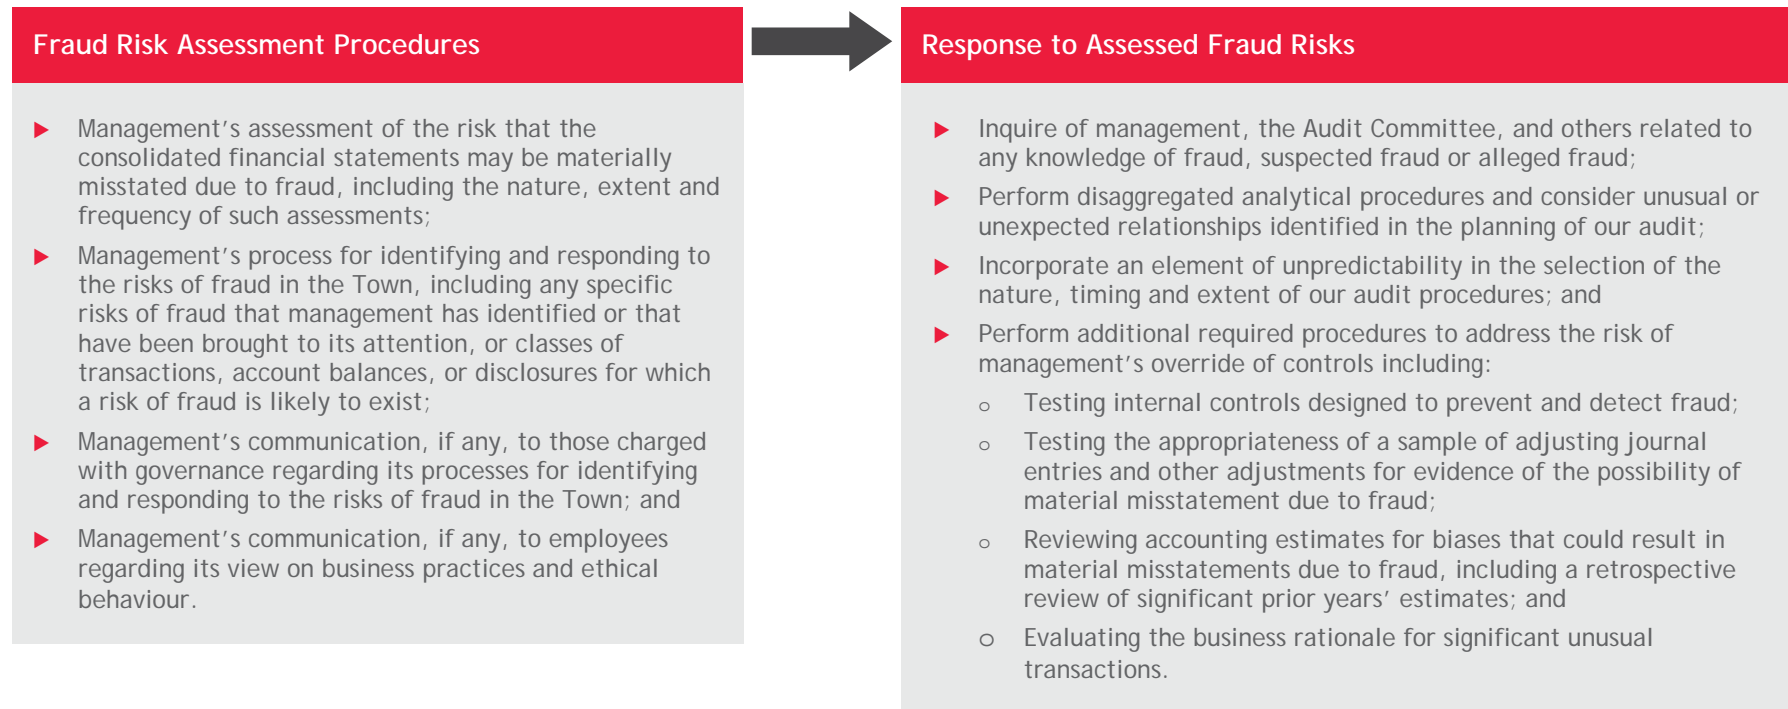 Fraud Risk Assessment Procedures
▶ Management’s assessment of the risk that the
consolidated financial statements may be materially
misstated due to fraud, including the nature, extent and
frequency of such assessments;
▶ Management’s process for identifying and responding to
the risks of fraud in the Town, including any specific
risks of fraud that management has identified or that
have been brought to its attention, or classes of
transactions, account balances, or disclosures for which
a risk of fraud is likely to exist;
▶ Management’s communication, if any, to those charged
with governance regarding its processes for identifying
and responding to the risks of fraud in the Town; and
▶ Management’s communication, if any, to employees
regarding its view on business practices and ethical
behaviour.
Response to Assessed Fraud Risks
▶ Inquire of management, the Audit Committee, and others related to
any knowledge of fraud, suspected fraud or alleged fraud;
▶ Perform disaggregated analytical procedures and consider unusual or
unexpected relationships identified in the planning of our audit;
▶ Incorporate an element of unpredictability in the selection of the
nature, timing and extent of our audit procedures; and
▶ Perform additional required procedures to address the risk of
management’s override of controls including:
o Testing internal controls designed to prevent and detect fraud;
o Testing the appropriateness of a sample of adjusting journal
entries and other adjustments for evidence of the possibility of
material misstatement due to fraud;
o Reviewing accounting estimates for biases that could result in
material misstatements due to fraud, including a retrospective
review of significant prior years’ estimates; and
o Evaluating the business rationale for significant unusual
transactions.